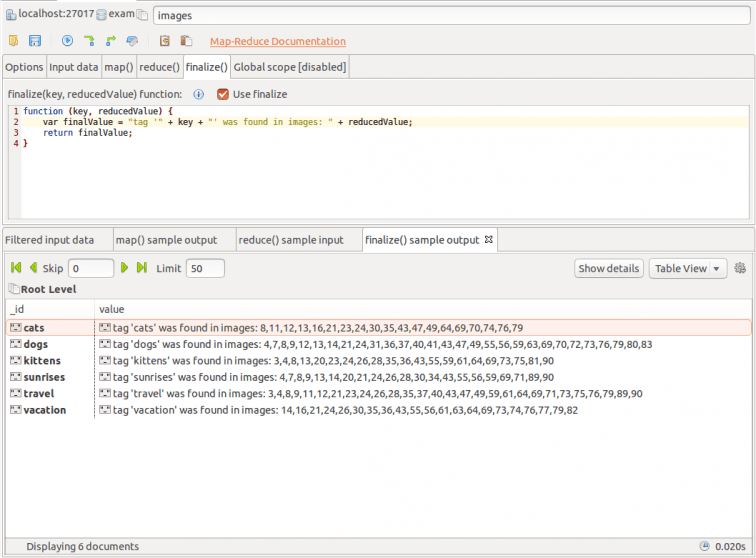 localhost:27017 exam images
Map-Reduce Documentation
Options Input data map() reduce() finalize() Global scope [disabled]
finalize(key, reducedValue) function: Use finalize
1 function (key, reducedValue) {
2 var finalValue = "tag '" + key + "' was found in images: " + reducedValue;
3 return finalValue;
4 }
Filtered input data map() sample output reduce() sample input finalize() sample output
Skip 0 Limit 50 Show details Table View
Root Level
_id value
cats tag 'cats' was found in images: 8,11,12,13,16,21,23,24,30,35,43,47,49,64,69,70,74,76,79
dogs tag 'dogs' was found in images: 4,7,8,9,12,13,14,21,24,31,36,37,40,41,43,47,49,55,56,59,63,69,70,72,73,76,79,80,83
kittens tag 'kittens' was found in images: 3,4,8,13,20,23,24,26,28,35,36,43,55,59,61,64,69,73,75,81,90
sunrises tag 'sunrises' was found in images: 4,7,8,9,13,14,20,21,24,26,28,30,34,43,55,56,59,69,71,89,90
travel tag 'travel' was found in images: 3,4,8,9,11,12,21,23,24,26,28,35,37,40,43,47,49,59,61,64,69,71,73,75,76,79,89,90
vacation tag 'vacation' was found in images: 14,16,21,24,26,30,35,36,43,55,56,61,63,64,69,73,74,76,77,79,82
Displaying 6 documents 0.020s